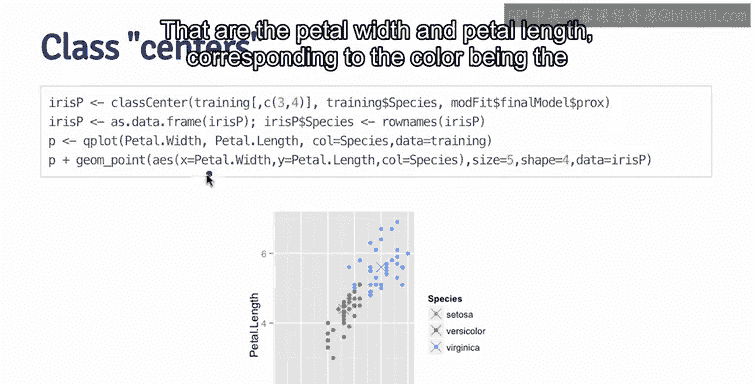 That are the petal width and petal length,
corresponding to the color being the
Class "centers"
irisP <- classCenter(training[,c(3,4)], training$Species, modFit$finalModel$prox)
irisP <- as.data.frame(irisP); irisP$Species <- rownames(irisP)
p <- qplot(Petal.Width, Petal.Length, col=Species,data=training)
p + geom_point(aes(x=Petal.Width,y=Petal.Length,col=Species),size=5,shape=4,data=irisP)
6
4
Petal.Length
Species
setosa
versicolor
virginica